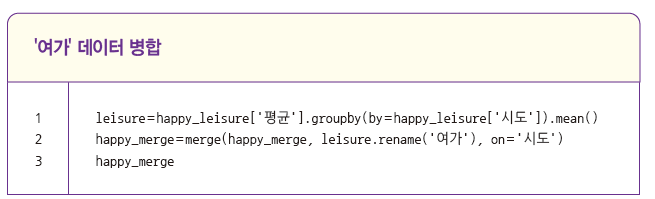 '여가' 데이터 병합
1 leisure=happy_leisure['평균'].groupby(by=happy_leisure['시도']).mean()
2 happy_merge=merge(happy_merge, leisure.rename('여가'), on='시도')
3 happy_merge